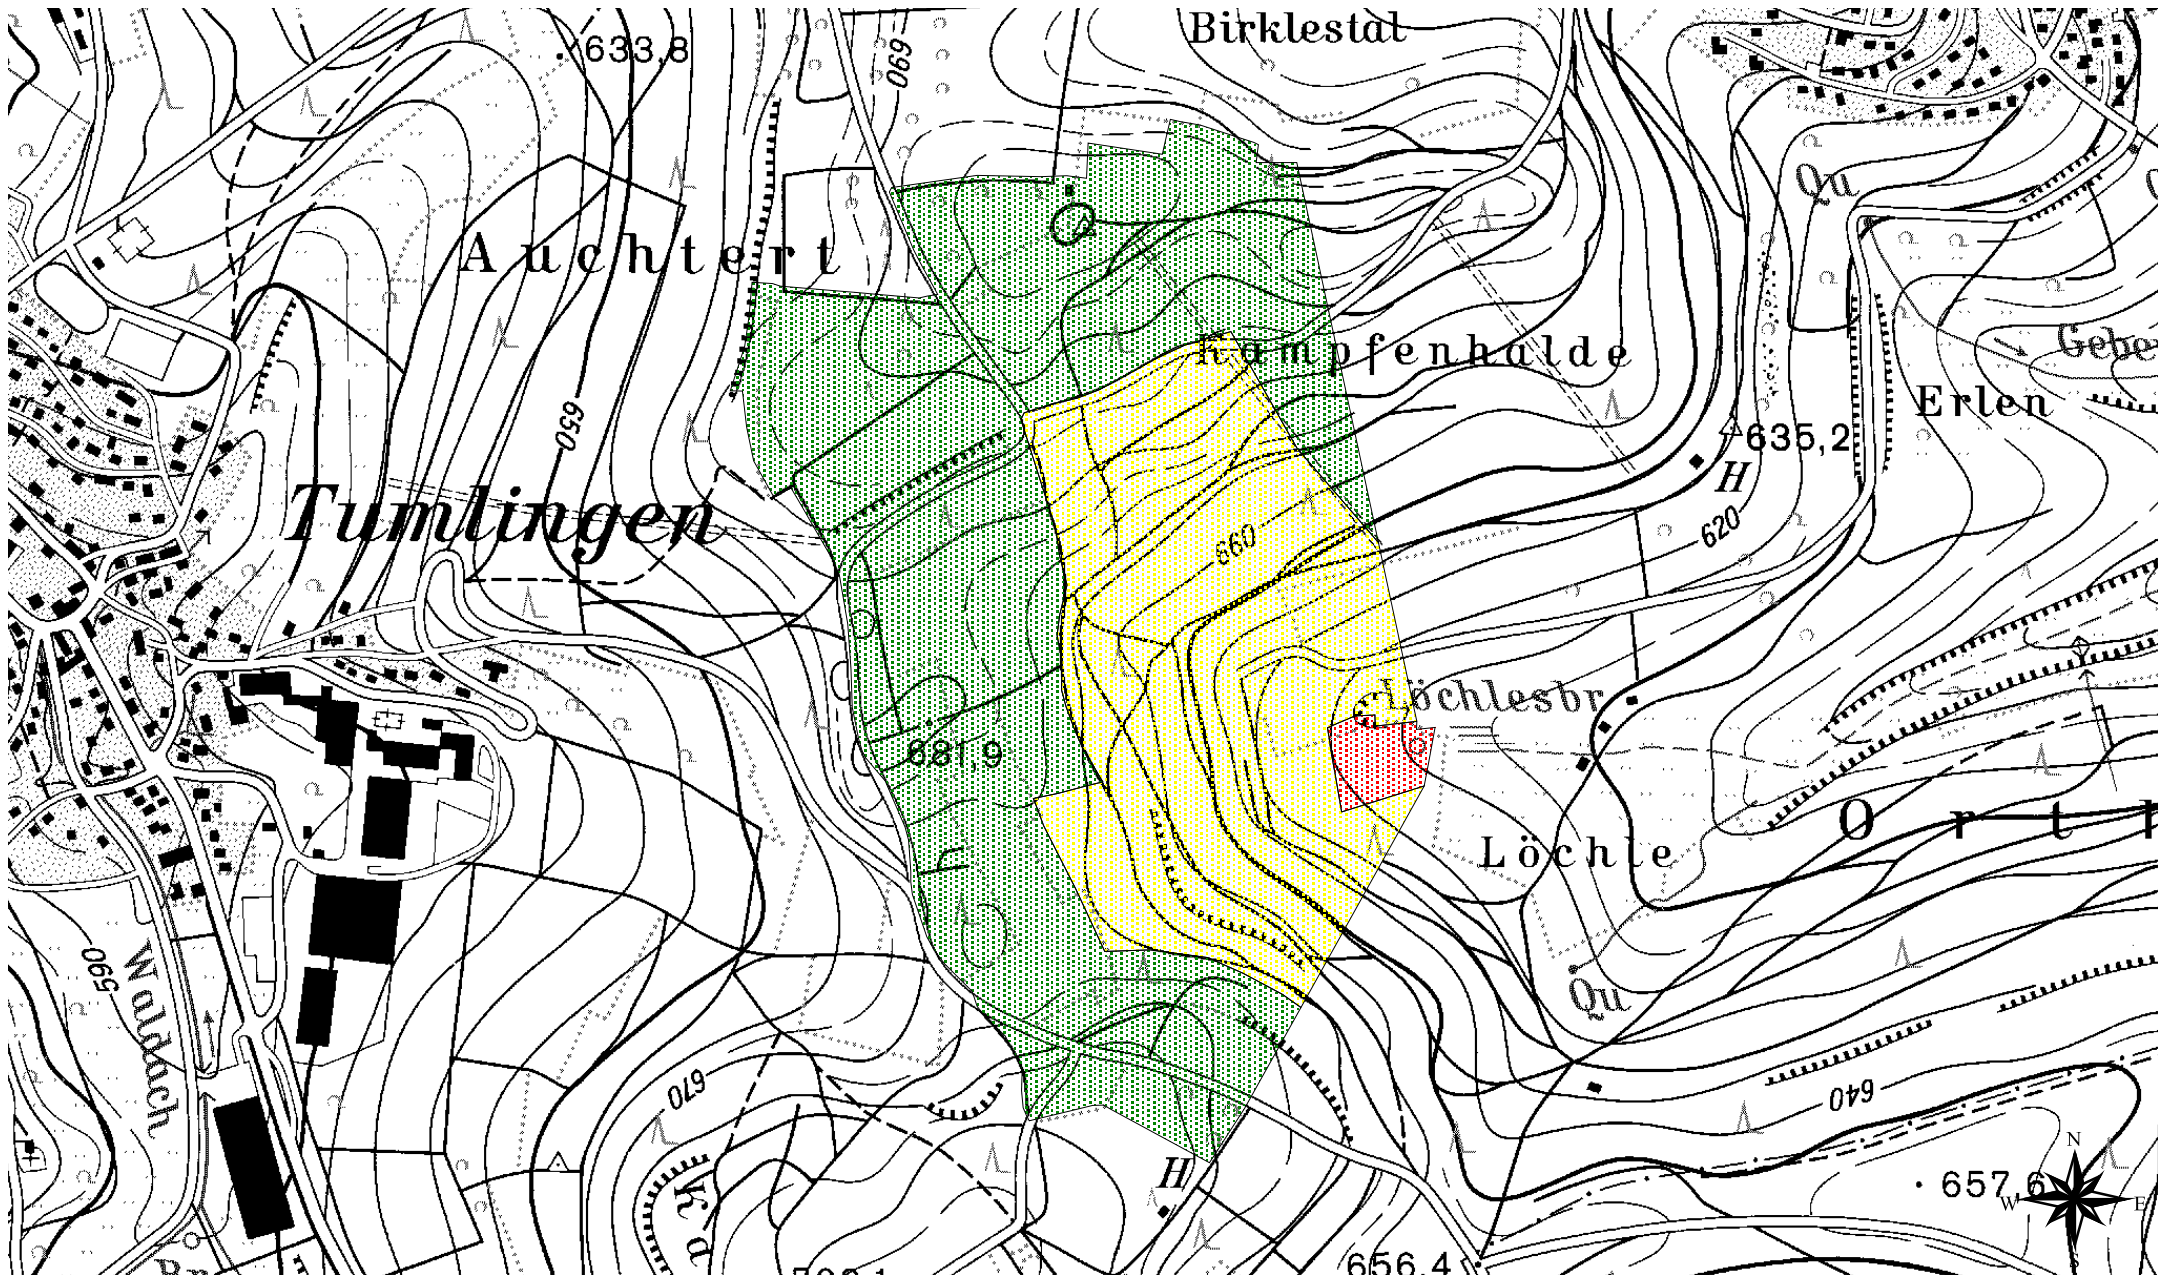 Birklestal
633,8
690
Qu
Auchtert
Kampfenhalde
Gebe
Erlen
650
635,2
H
Tumlingen
620
660
Löchlesbr
681,9
Ort
Löchle
h
590
Waldach
Qu
670
640
N
H
657,6
W
E
K
a
656,4